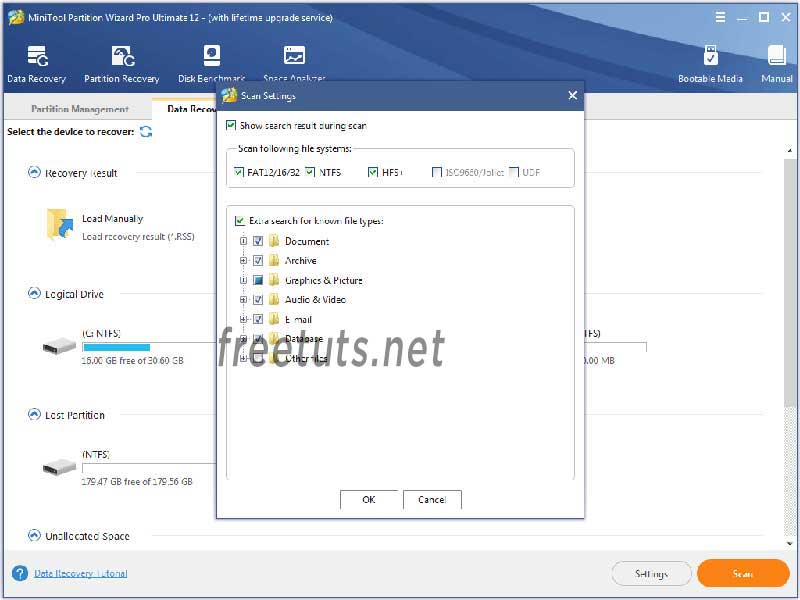 MiniTool Partition Wizard Pro Ultimate 12 - (with lifetime upgrade service)
Data Recovery Partition Recovery Disk Benchmark Space Analyzer Bootable Media Manual
Partition Management Data Recov
Scan Settings
Select the device to recover:
Show search result during scan
Scan following file systems:
FAT12/16/32 NTFS HFS+ ISO9660/Joliet UDF
Recovery Result
Load Manually
Load recovery result (*.RSS)
Extra search for known file types:
Document
Archive
Graphics & Picture
Audio & Video
E-mail
Database
Other files
Logical Drive
(C: NTFS)
16.00 GB free of 30.60 GB
TFS)
0.00 MB
freetuts.net
Lost Partition
(NTFS)
179.47 GB free of 179.56 GB
OK Cancel
Unallocated Space
Data Recovery Tutorial
Settings Scan